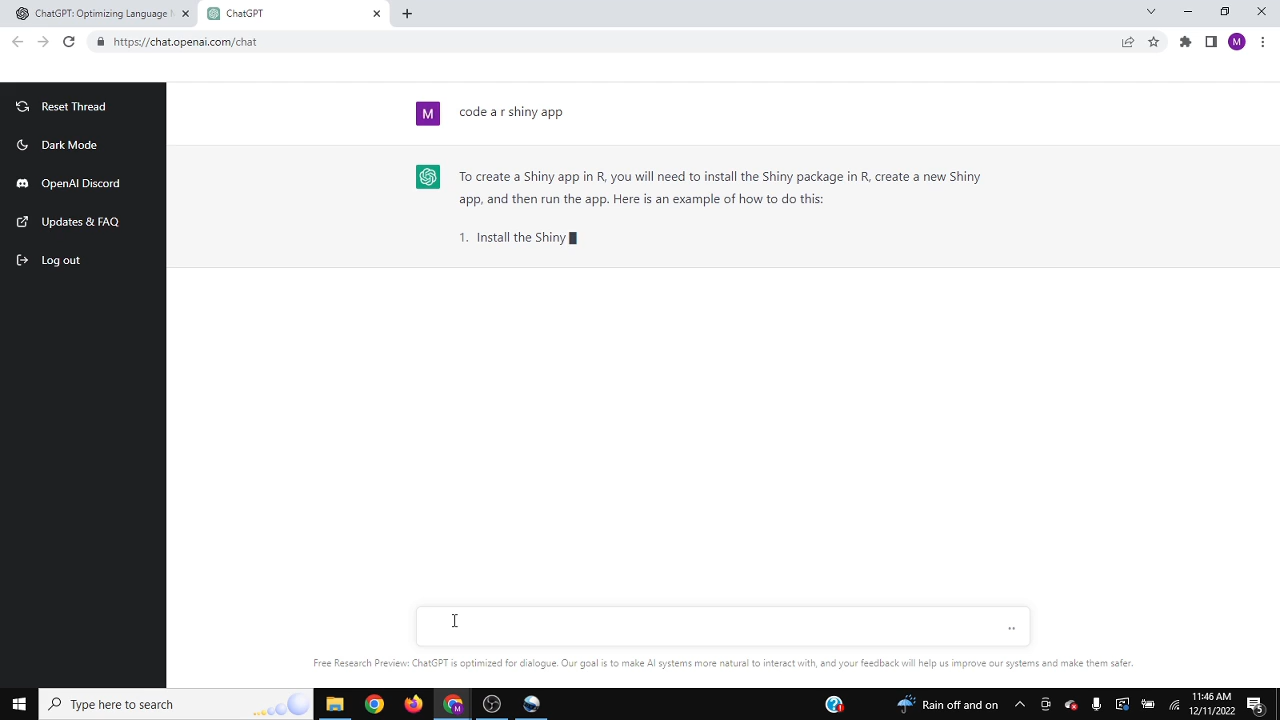 ChatGPT: Optimizing Language
ChatGPT
https://chat.openai.com/chat
M
Reset Thread
Dark Mode
OpenAI Discord
Updates & FAQ
Log out
M
code a r shiny app
To create a Shiny app in R, you will need to install the Shiny package in R, create a new Shiny
app, and then run the app. Here is an example of how to do this:
1. Install the Shiny
Free Research Preview: ChatGPT is optimized for dialogue. Our goal is to make AI systems more natural to interact with, and your feedback will help us improve our systems and make them safer.
Type here to search
Rain off and on
11:46 AM
12/11/2022
5